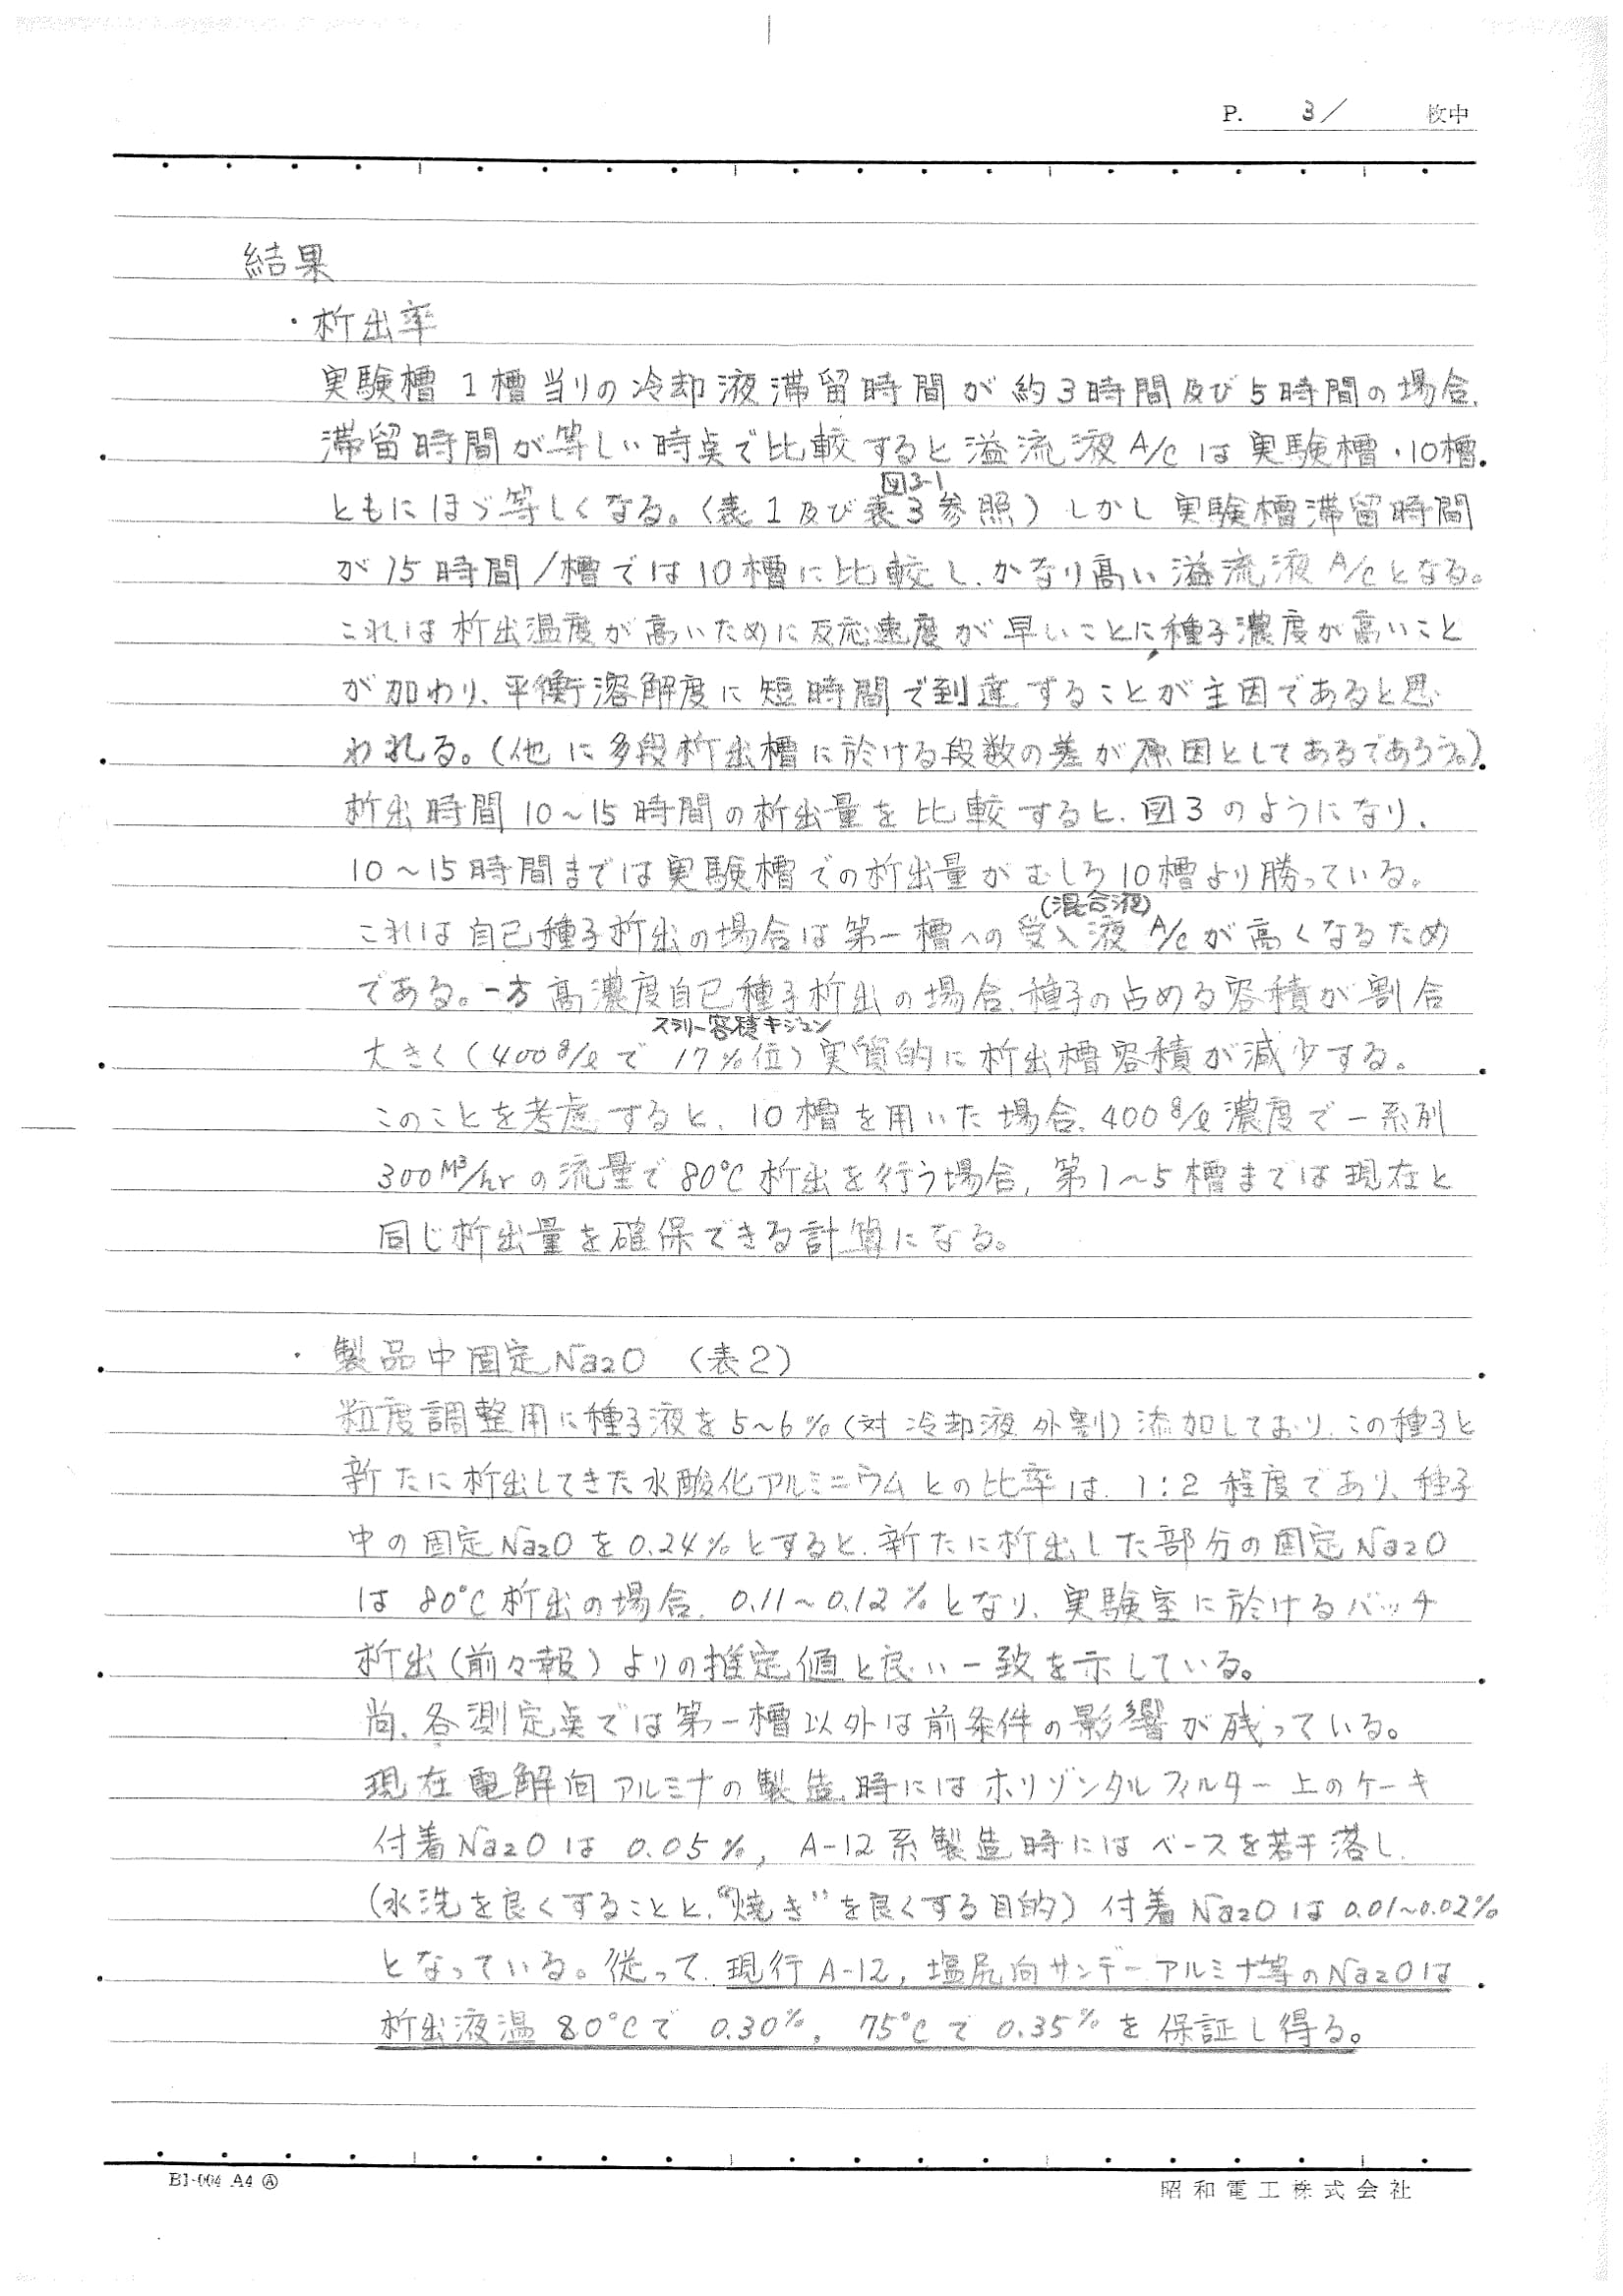 P. 3/ 枚中
結果
・析出率
実験槽1槽当りの冷却液滞留時間が約3時間及び5時間の場合、
滞留時間が等しい時点で比較すると溢流液A/Cは実験槽・10槽
図3-1
ともにほゞ等しくなる。(表1及び表3参照)しかし実験槽滞留時間
が15時間/槽では10槽に比較し、かなり高い溢流液A/Cとなる。
これは析出温度が高いために反応速度が早いことに、種子濃度が高いこと
が加わり、平衡溶解度に短時間で到達することが主因であると思
われる。(他に多段析出槽に於ける段数の差が原因としてあるであろう。)
析出時間10~15時間の析出量を比較すると、図3のようになり、
10~15時間までは実験槽での析出量がむしろ10槽より勝っている。
(混合液)
これは自己種子析出の場合は第一槽への受入液A/Cが高くなるため
である。一方高濃度自己種子析出の場合、種子の占める容積が割合
スラリー容積キジュン
大きく(400g/lで17%位)実質的に析出槽容積が減少する。
このことを考慮すると、10槽を用いた場合、400g/l濃度で一系列
300M³/hrの流量で80℃析出を行う場合、第1~5槽までは現在と
同じ析出量を確保できる計算になる。
・製品中固定Na2O (表2)
粒度調整用に種子液を5~6%(対冷却液外割)添加しており、この種子と
新たに析出してきた水酸化アルミニウムとの比率は、1:2程度であり、種子
中の固定Na2Oを0.24%とすると、新たに析出した部分の固定Na2O
は80℃析出の場合、0.11~0.12%となり、実験室に於けるバッチ
析出(前々報)よりの推定値と良い一致を示している。
尚、各測定点では第一槽以外は前条件の影響が残っている。
現在電解向アルミナの製造時にはホリゾンタルフィルター上のケーキ
付着Na2Oは0.05%, A-12系製造時にはベースを若干落し、
(水洗を良くすることと、"焼き"を良くする目的)付着Na2Oは0.01~0.02%
となっている。従って、現行A-12, 塩尻向サンデーアルミナ等のNa2Oは
析出液温80℃で0.30%, 75℃で0.35%を保証し得る。
BJ-004 A4 Ⓐ
昭和電工株式会社